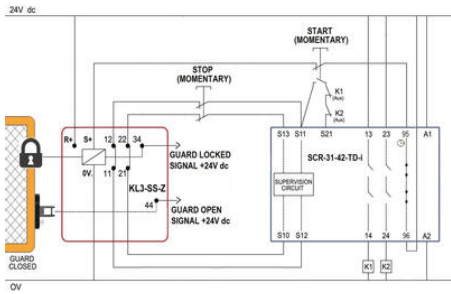 24V dc
START
(MOMENTARY)
STOP
(MOMENTARY)
K1
(Aux)
K2
(Aux)
R+ S+ 12 22 34
GUARD LOCKED
SIGNAL +24V dc
0V.
11 21
KL3-SS-Z
44
GUARD OPEN
SIGNAL +24V dc
S13 S11 S21 13 23 95 A1
SCR-31-42-TD-i
SUPERVISION
CIRCUIT
S10 S12 14 24 96 A2
K1 K2
GUARD
CLOSED
OV